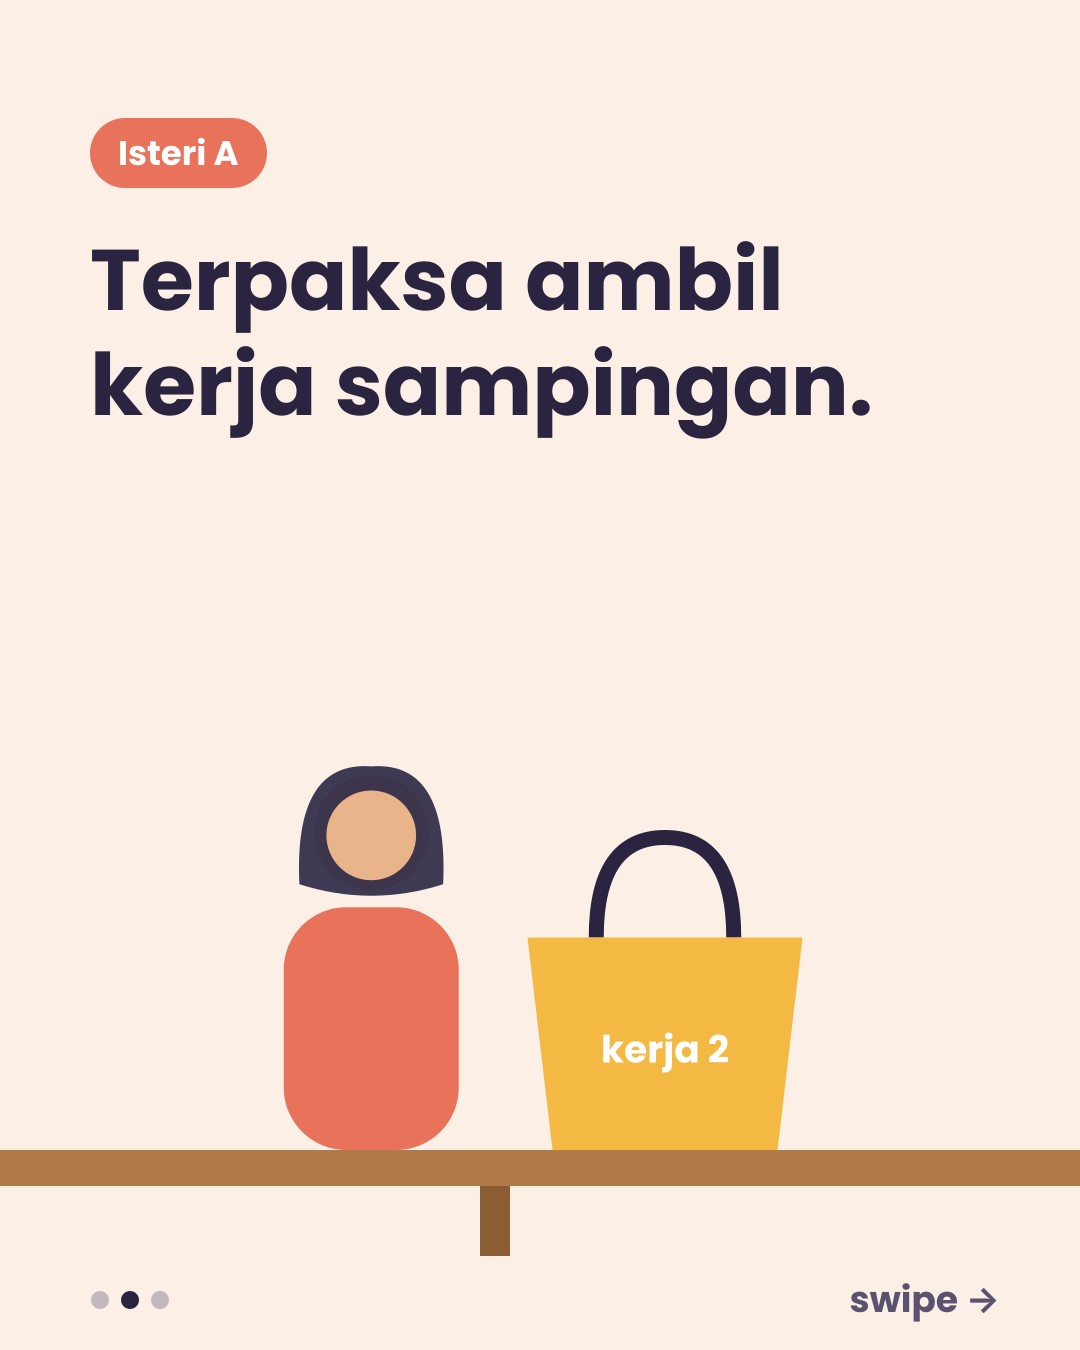 Isteri A
Terpaksa ambil
kerja sampingan.
kerja 2
swipe →